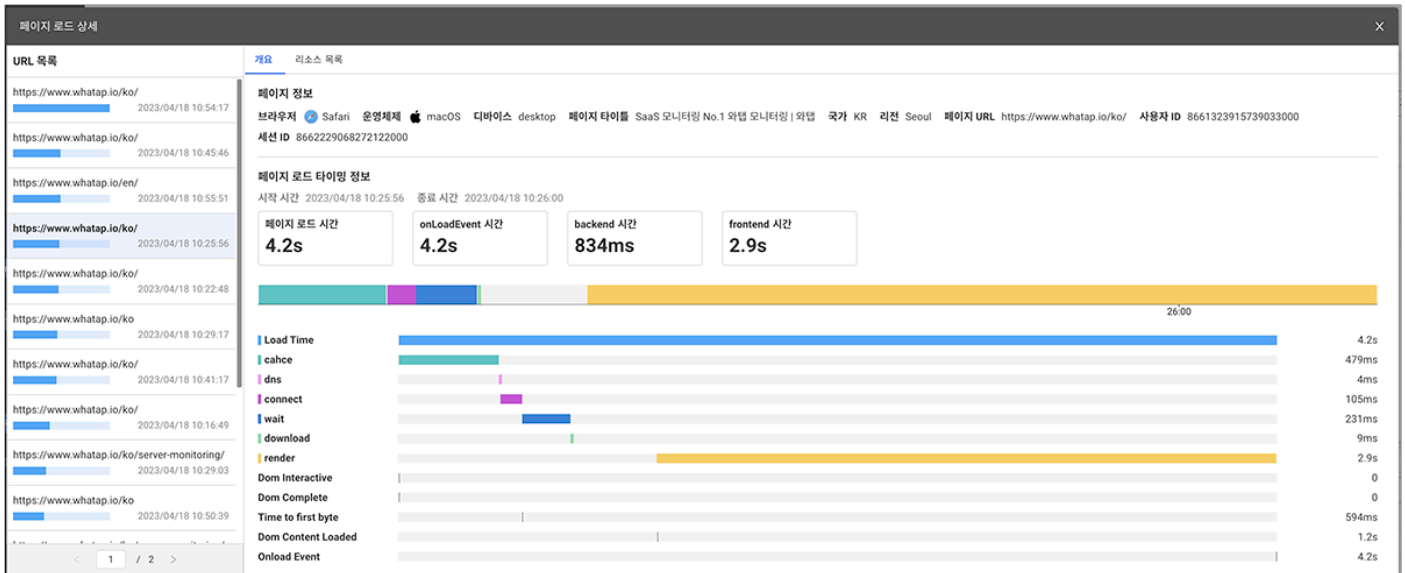 페이지 로드 상세
URL 목록
https://www.whatap.io/ko/
2023/04/18 10:54:17
https://www.whatap.io/ko/
2023/04/18 10:45:46
https://www.whatap.io/en/
2023/04/18 10:55:51
https://www.whatap.io/ko/
2023/04/18 10:25:56
https://www.whatap.io/ko/
2023/04/18 10:22:48
https://www.whatap.io/ko
2023/04/18 10:29:17
https://www.whatap.io/ko/
2023/04/18 10:41:17
https://www.whatap.io/ko/
2023/04/18 10:16:49
https://www.whatap.io/ko/server-monitoring/
2023/04/18 10:29:03
https://www.whatap.io/ko
2023/04/18 10:50:39
< 1 / 2 >
개요 리소스 목록
페이지 정보
브라우저 Safari 운영체제 macOS 디바이스 desktop 페이지 타이틀 SaaS 모니터링 No.1 와탭 모니터링 | 와탭 국가 KR 리전 Seoul 페이지 URL https://www.whatap.io/ko/ 사용자 ID 8661323915739033000
세션 ID 8662229068272122000
페이지 로드 타이밍 정보
시작 시간 2023/04/18 10:25:56 종료 시간 2023/04/18 10:26:00
페이지 로드 시간 onLoadEvent 시간 backend 시간 frontend 시간
4.2s 4.2s 834ms 2.9s
26:00
Load Time 4.2s
cahce 479ms
dns 4ms
connect 105ms
wait 231ms
download 9ms
render 2.9s
Dom Interactive 0
Dom Complete 0
Time to first byte 594ms
Dom Content Loaded 1.2s
Onload Event 4.2s